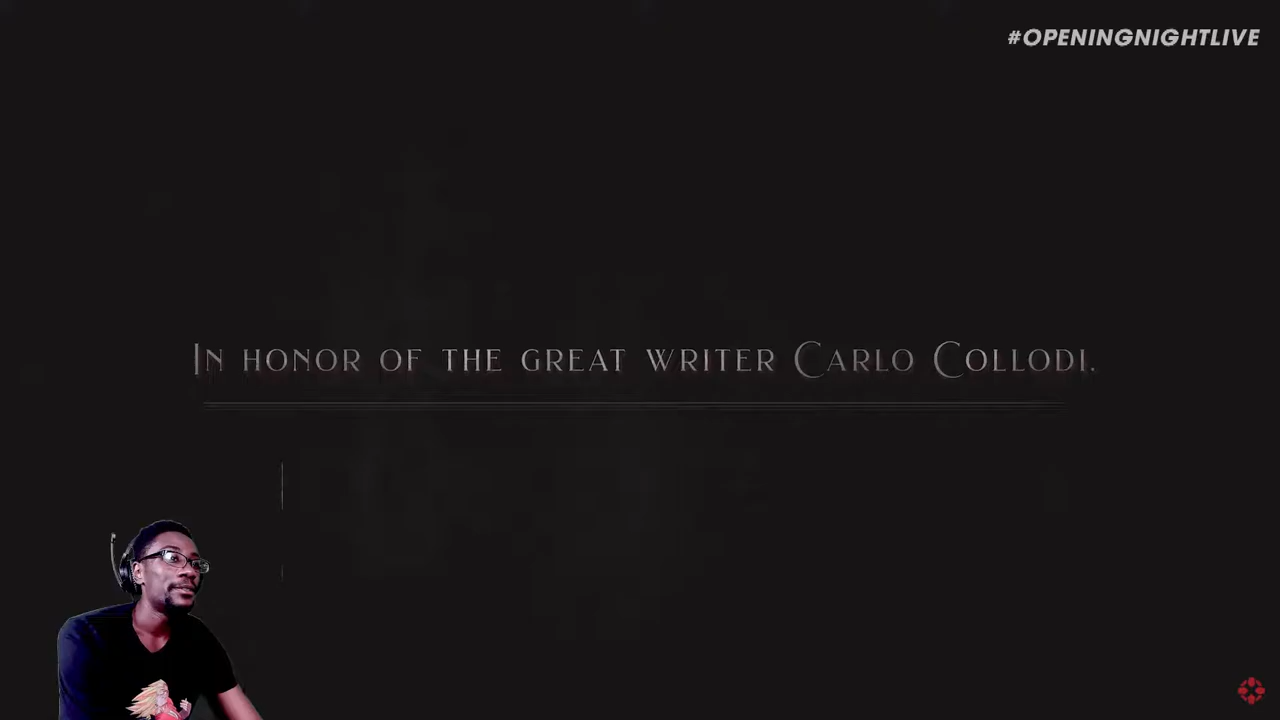 #OPENINGNIGHTLIVE
In honor of the great writer Carlo Collodi.